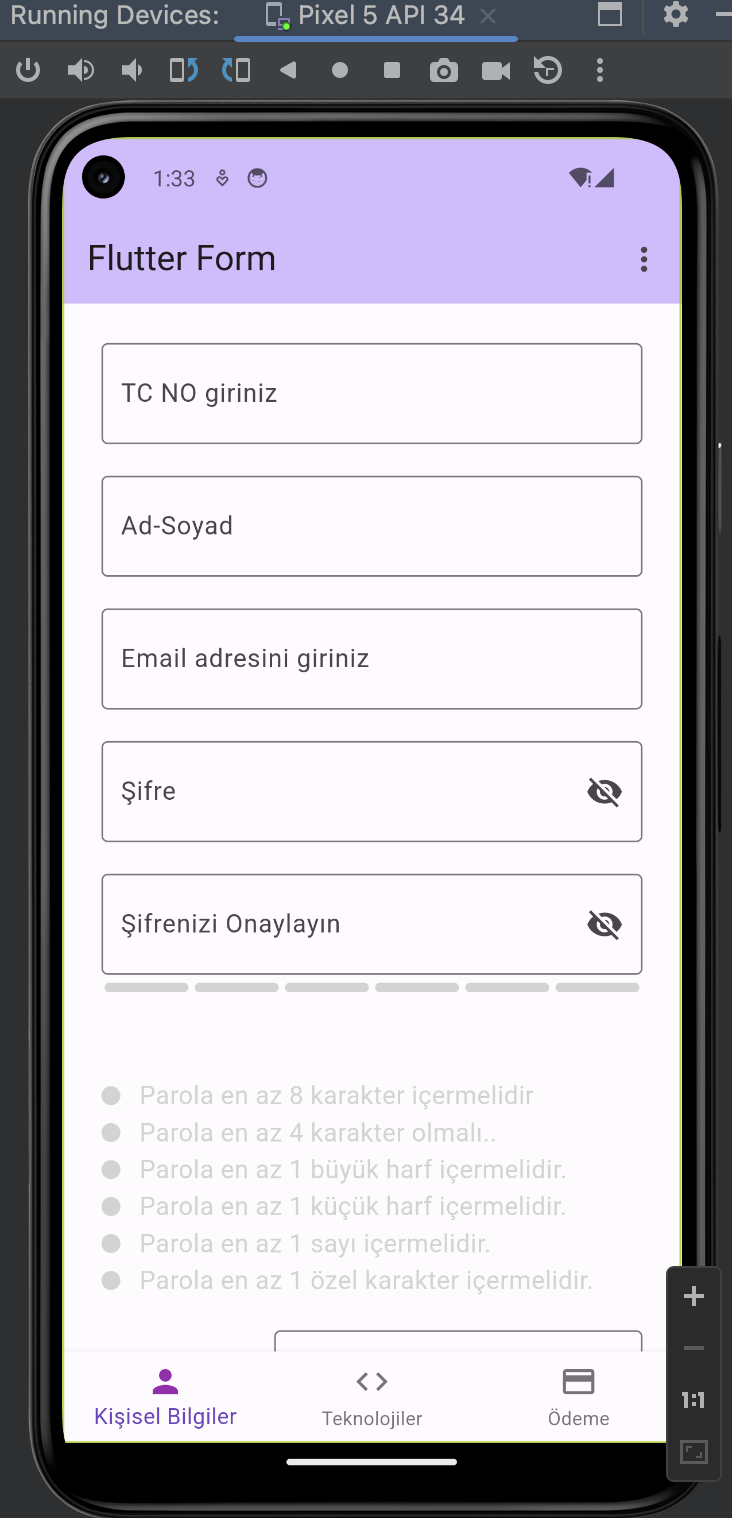 Running Devices: Pixel 5 API 34
1:33
Flutter Form
TC NO giriniz
Ad-Soyad
Email adresini giriniz
Şifre
Şifrenizi Onaylayın
Parola en az 8 karakter içermelidir
Parola en az 4 karakter olmalı..
Parola en az 1 büyük harf içermelidir.
Parola en az 1 küçük harf içermelidir.
Parola en az 1 sayı içermelidir.
Parola en az 1 özel karakter içermelidir.
1:1
Kişisel Bilgiler Teknolojiler Ödeme